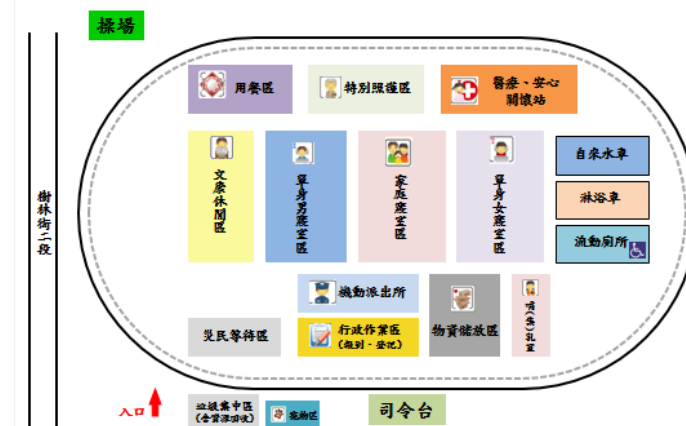 操場
用餐區
特別照護區
醫療、安心
關懷站
文康休閒區
單身男寢室區
家庭寢室區
單身女寢室區
自來水車
淋浴車
流動廁所
樹林街二段
機動派出所
物資儲放區
哺(集)乳室
災民等待區
行政作業區
(報到、登記)
入口
垃圾集中區
(含資源回收)
寵物區
司令台